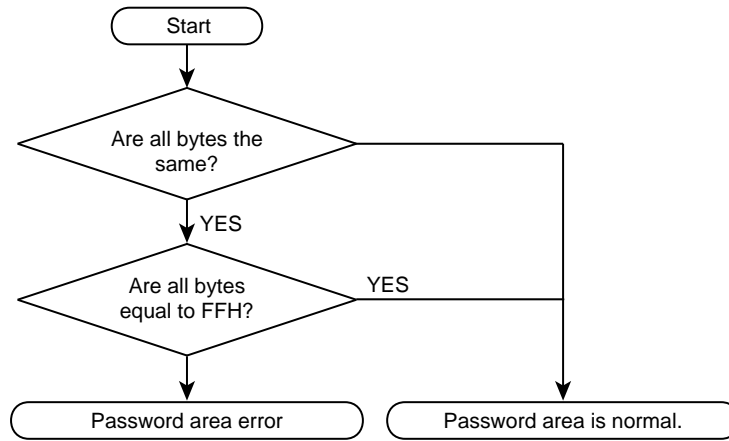 Start
Are all bytes the
same?
YES
Are all bytes
equal to FFH?
YES
Password area error
Password area is normal.